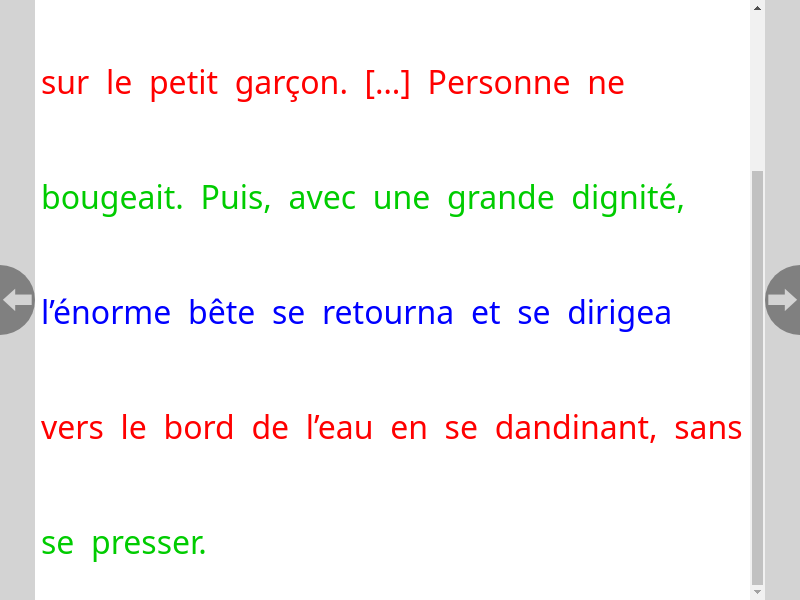 sur le petit garçon. [...] Personne ne
bougeait. Puis, avec une grande dignité,
l’énorme bête se retourna et se dirigea
vers le bord de l’eau en se dandinant, sans
se presser.